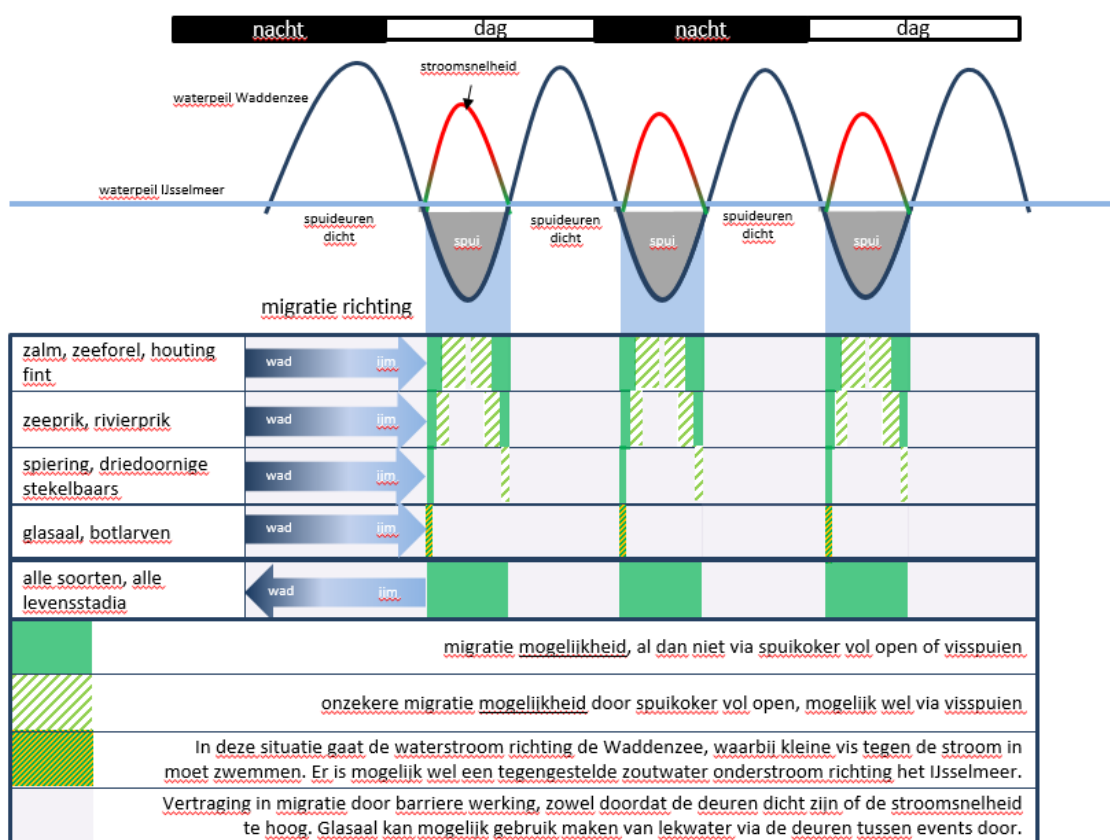 nacht
dag
nacht
dag
stroomsnelheid
waterpeil Waddenzee
waterpeil IJsselmeer
spuideuren
dicht
spui
spuideuren
dicht
spui
spuideuren
dicht
spui
migratie richting
zalm, zeeforel, houting
fint
wad
ijm
zeeprik, rivierprik
wad
ijm
spiering, driedoornige
stekelbaars
wad
ijm
glasaal, botlarven
wad
ijm
alle soorten, alle
levensstadia
wad
ijm
migratie mogelijkheid, al dan niet via spuikoker vol open of visspuien
onzekere migratie mogelijkheid door spuikoker vol open, mogelijk wel via visspuien
In deze situatie gaat de waterstroom richting de Waddenzee, waarbij kleine vis tegen de stroom in
moet zwemmen. Er is mogelijk wel een tegengestelde zoutwater onderstroom richting het IJsselmeer.
Vertraging in migratie door barriere werking, zowel doordat de deuren dicht zijn of de stroomsnelheid
te hoog. Glasaal kan mogelijk gebruik maken van lekwater via de deuren tussen events door.